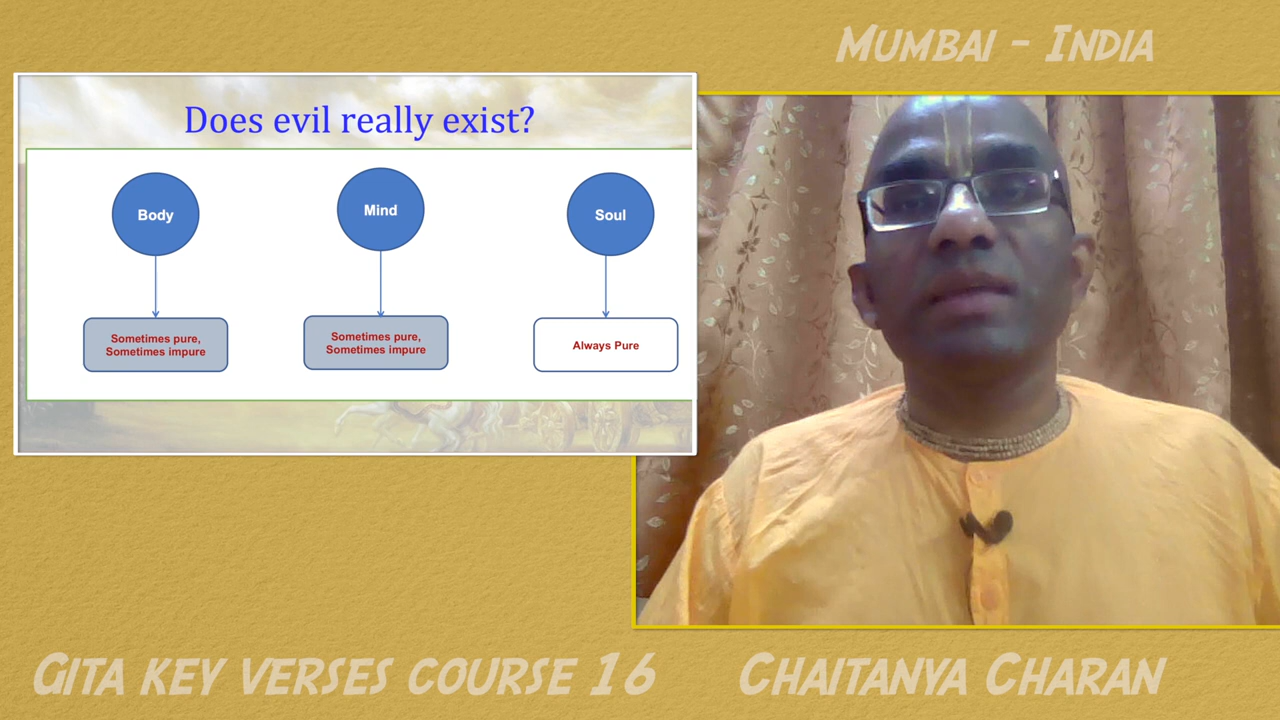 MUMBAI - INDIA
Does evil really exist?
Body
Mind
Soul
Sometimes pure,
Sometimes impure
Sometimes pure,
Sometimes impure
Always Pure
GITA KEY VERSES COURSE 16
CHAITANYA CHARAN